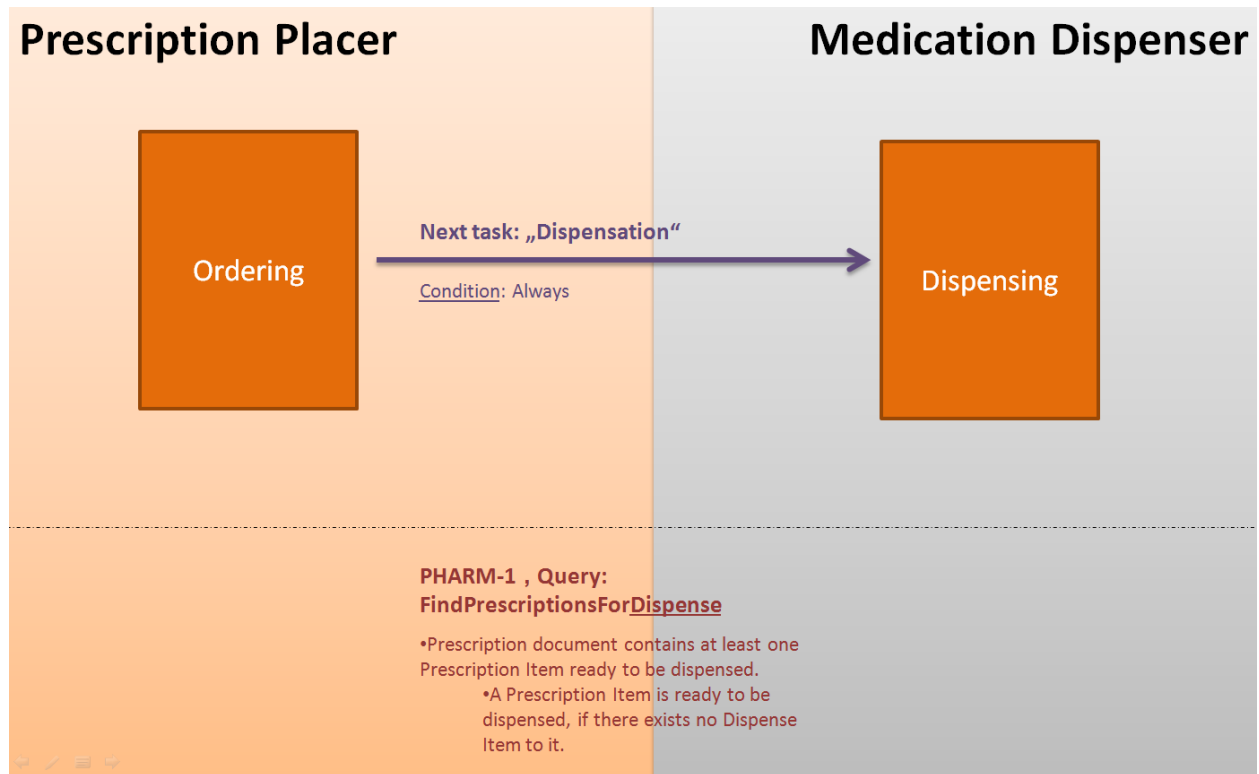 Prescription Placer
Medication Dispenser
Ordering
Next task: „Dispensation“
Condition: Always
Dispensing
PHARM-1 , Query:
FindPrescriptionsForDispense
•Prescription document contains at least one
Prescription Item ready to be dispensed.
•A Prescription Item is ready to be
dispensed, if there exists no Dispense
Item to it.